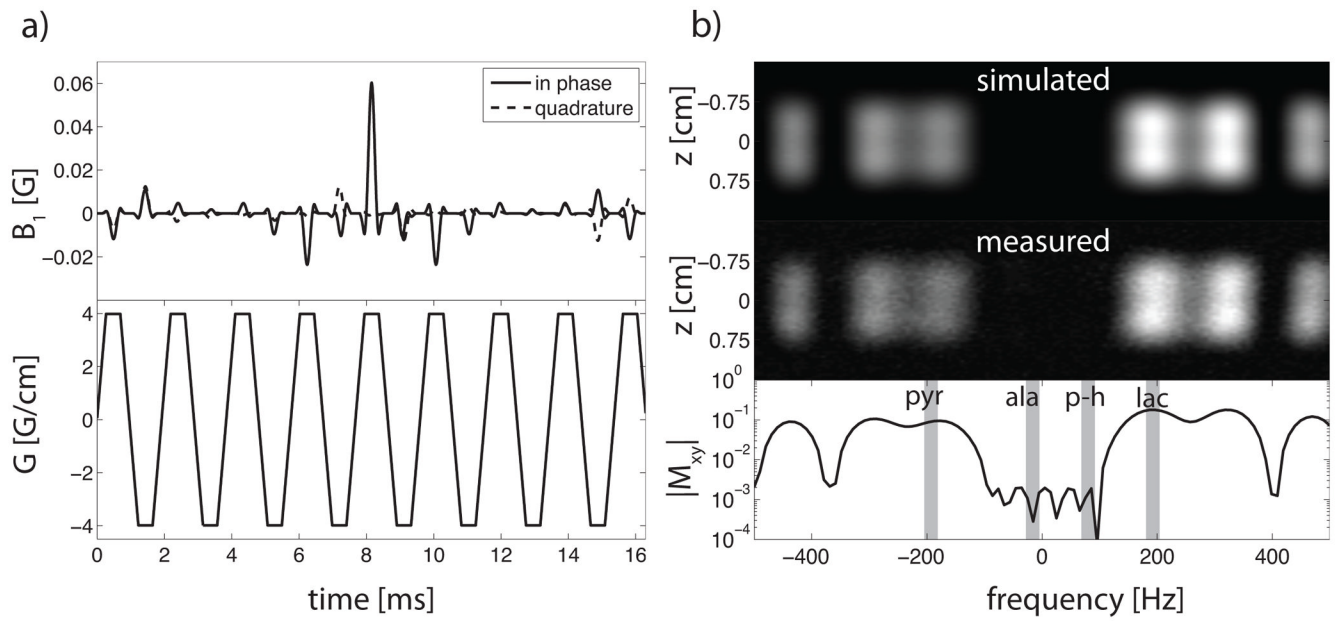 a)
0.06
0.04
0.02
0
−0.02
B1 [G]
in phase
quadrature
4
2
0
−2
−4
G [G/cm]
0 2 4 6 8 10 12 14 16
time [ms]
b)
simulated
−0.75
0
0.75
z [cm]
measured
−0.75
0
0.75
z [cm]
10^0
10^−1
10^−2
10^−3
10^−4
|Mxy|
pyr ala p-h lac
−400 −200 0 200 400
frequency [Hz]